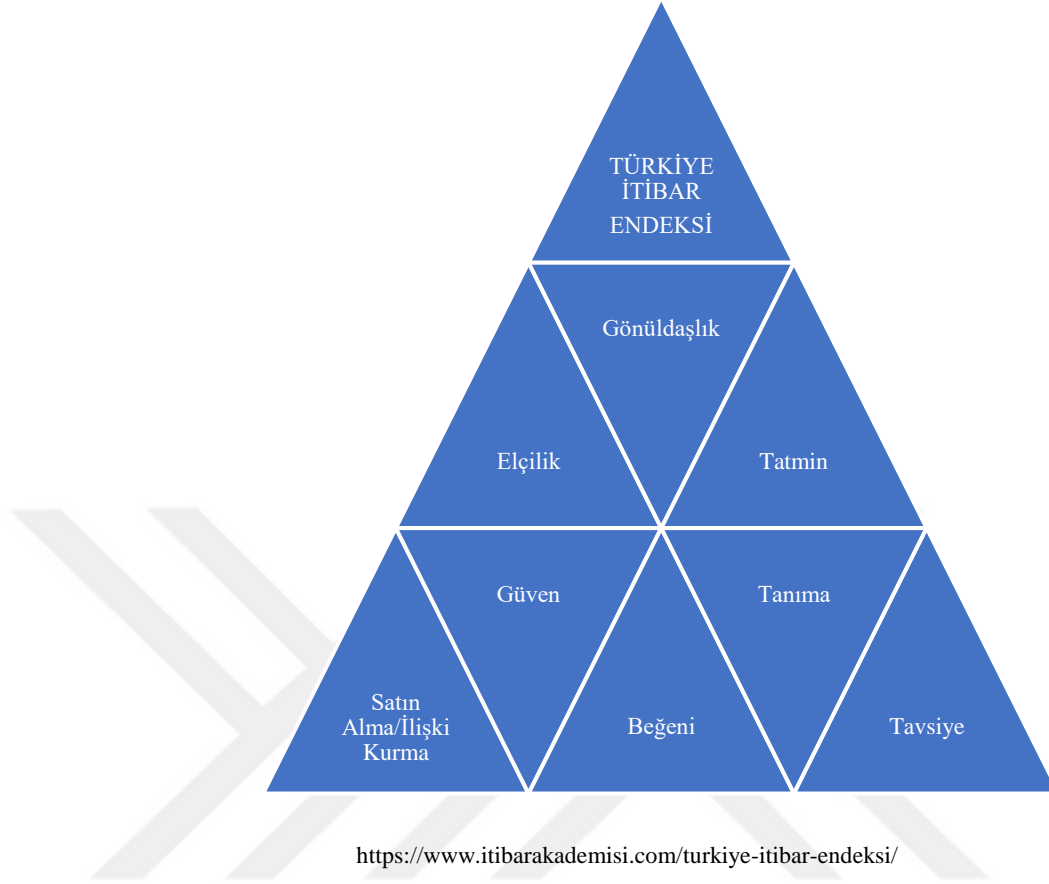 TÜRKİYE
İTİBAR
ENDEKSİ
Gönüldaşlık
Elçilik
Tatmin
Güven
Tanıma
Satın
Alma/İlişki
Kurma
Beğeni
Tavsiye
https://www.itibarakademisi.com/turkiye-itibar-endeksi/